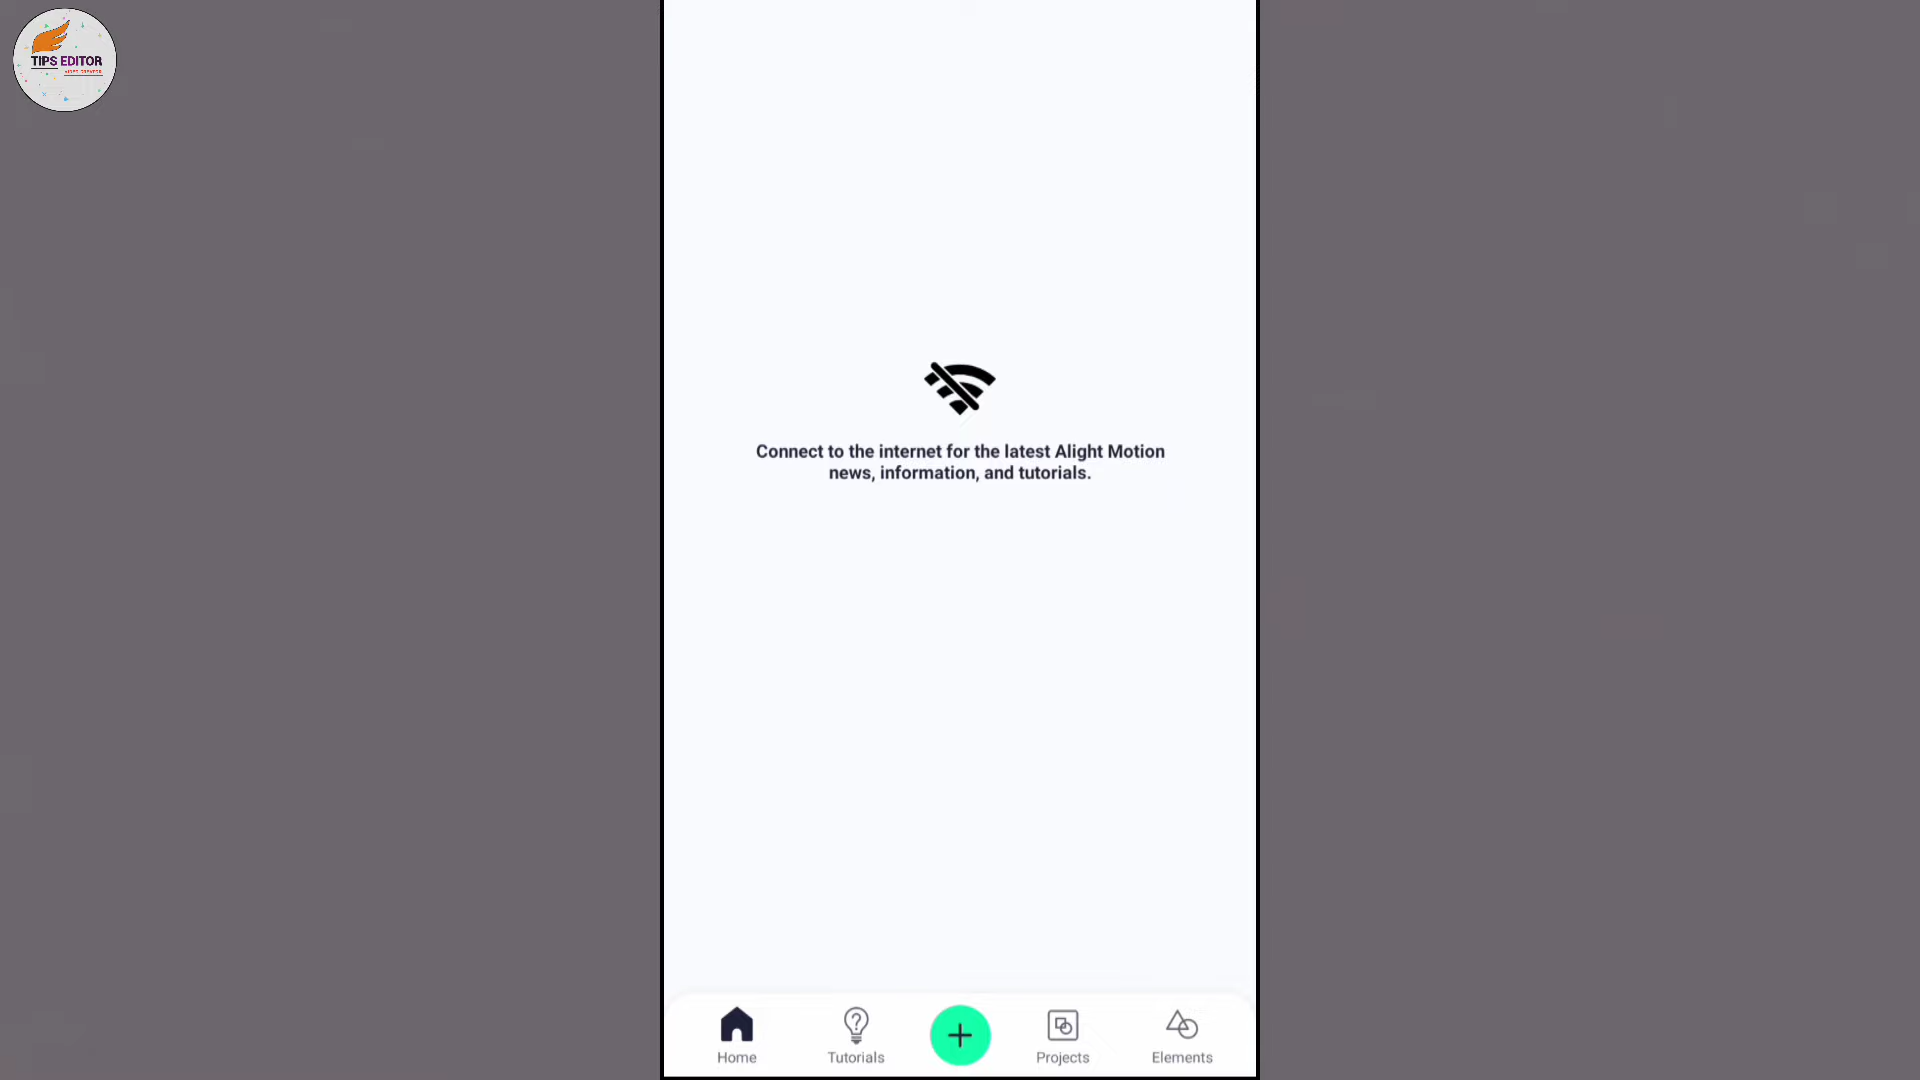 TIPS EDITOR
Connect to the internet for the latest Alight Motion
news, information, and tutorials.
Home
Tutorials
Projects
Elements